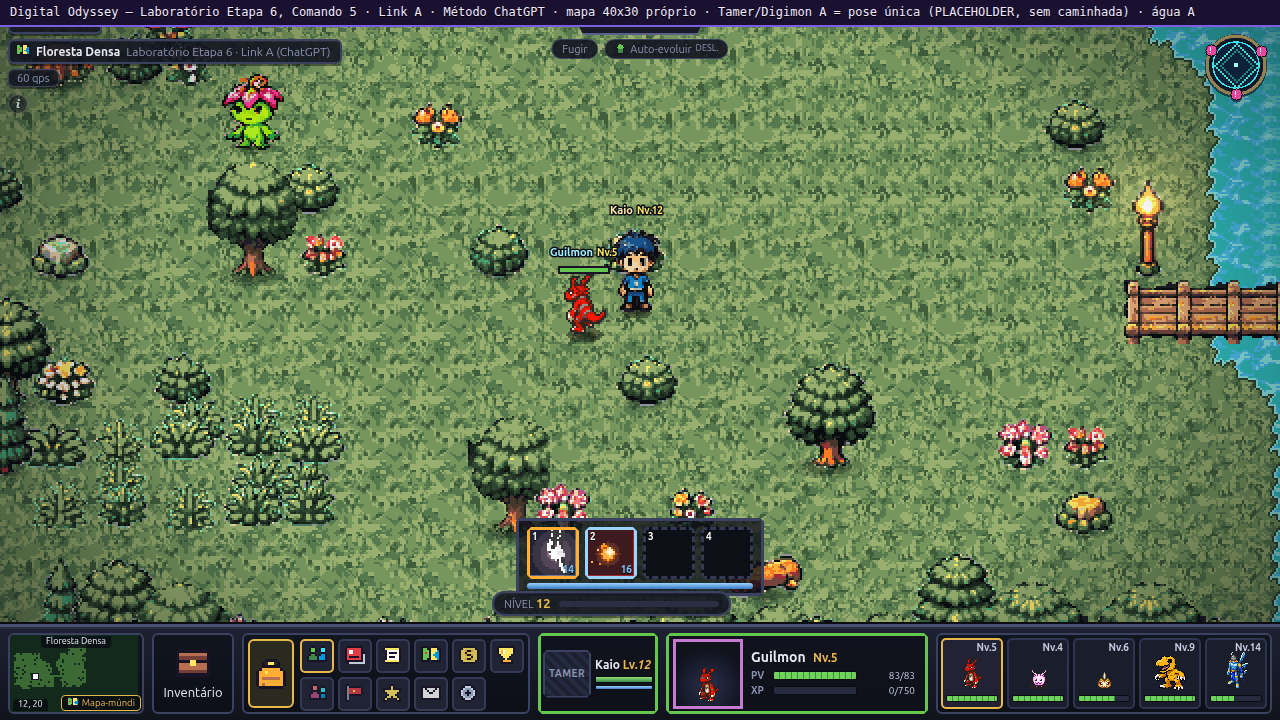 Digital Odyssey — Laboratório Etapa 6, Comando 5 · Link A · Método ChatGPT · mapa 40x30 próprio · Tamer/Digimon A = pose única (PLACEHOLDER, sem caminhada) · água A
Floresta Densa Laboratório Etapa 6 · Link A (ChatGPT)
Fugir
Auto-evoluir DESL.
60 qps
i
Kaio Nv.12
Guilmon Nv.5
1 14
2 16
3
4
NÍVEL 12
Floresta Densa
12, 20
Mapa-múndi
Inventário
TAMER
Kaio Lv.12
Guilmon Nv.5
PV 83/83
XP 0/750
Nv.5
Nv.4
Nv.6
Nv.9
Nv.14